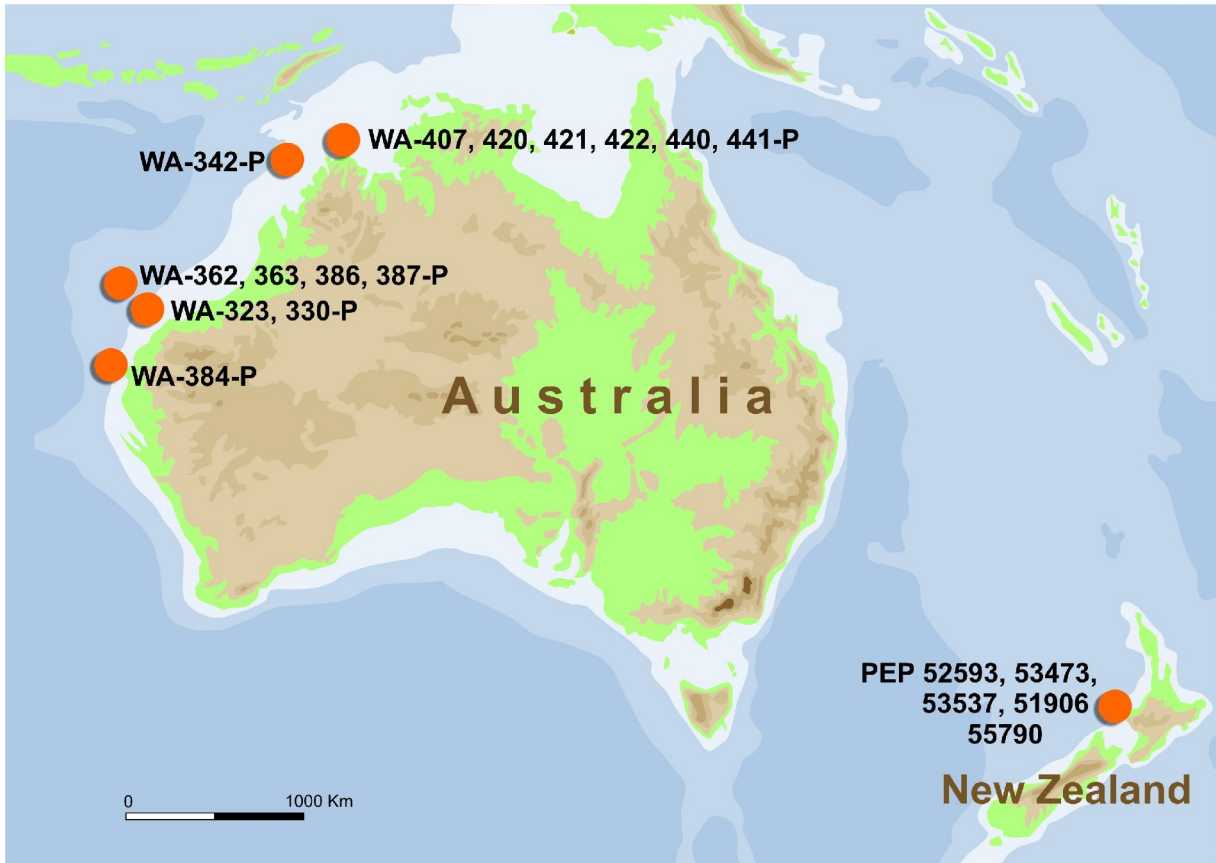 WA-407, 420, 421, 422, 440, 441-P
WA-342-P
WA-362, 363, 386, 387-P
WA-323, 330-P
WA-384-P
Australia
PEP 52593, 53473,
53537, 51906
55790
New Zealand
0 1000 Km